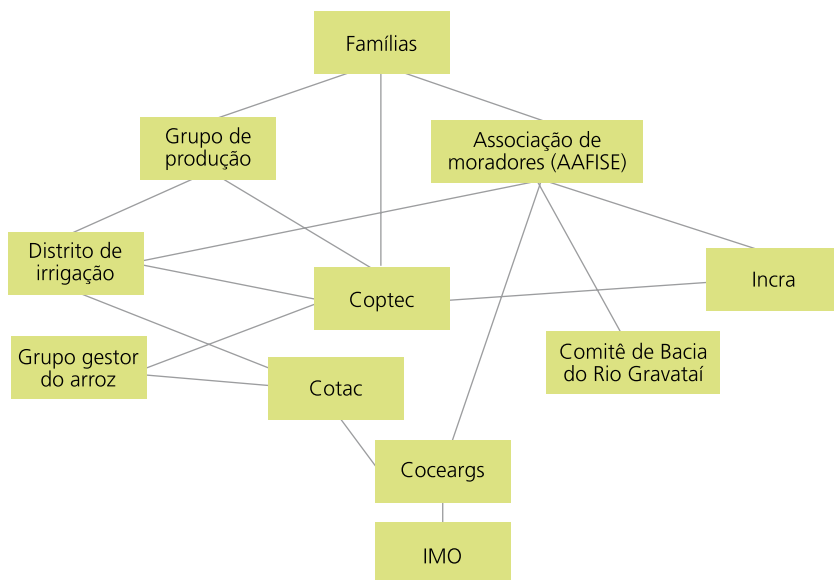 Famílias
Grupo de
produção
Associação de
moradores (AAFISE)
Distrito de
irrigação
Coptec
Incra
Grupo gestor
do arroz
Cotac
Comitê de Bacia
do Rio Gravataí
Coceargs
IMO